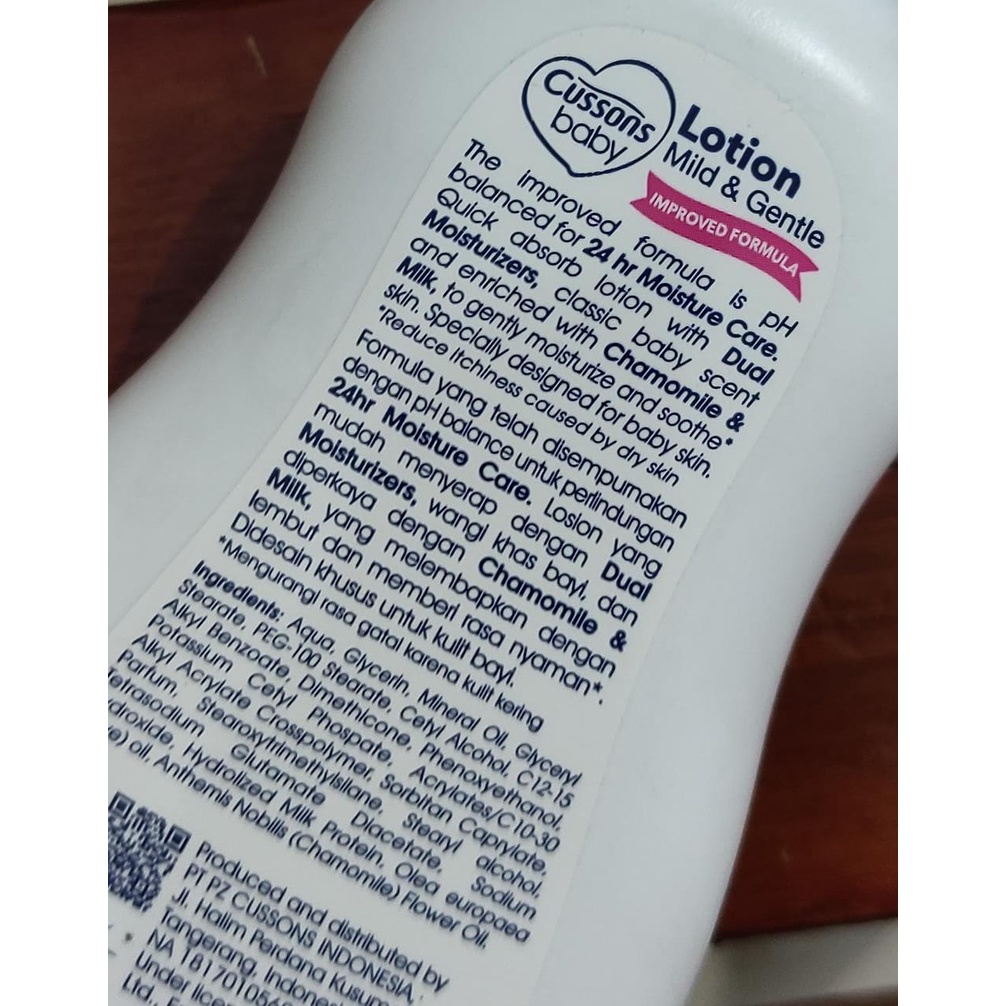 Cussons
baby
Lotion
Mild & Gentle
IMPROVED FORMULA
The improved formula is pH
balanced for 24 hr Moisture Care.
Quick absorb lotion with Dual
Moisturizers, classic baby scent
and enriched with Chamomile &
Milk, to gently moisturize and soothe*
skin. Specially designed for baby skin.
*Reduce itchiness caused by dry skin
Formula yang telah disempurnakan
dengan pH balance untuk perlindungan
24hr Moisture Care. Losion yang
mudah menyerap dengan Dual
Moisturizers, wangi khas bayi, dan
diperkaya dengan Chamomile &
Milk, yang melembapkan dengan
lembut dan memberi rasa nyaman*.
Didesain khusus untuk kulit bayi.
*Mengurangi rasa gatal karena kulit kering
Ingredients: Aqua, Glycerin, Mineral Oil, Glyceryl
Stearate, PEG-100 Stearate, Cetyl Alcohol, C12-15
Alkyl Benzoate, Dimethicone, Phenoxyethanol,
Potassium Cetyl Phosphate, Acrylates/C10-30
Alkyl Acrylate Crosspolymer, Sorbitan Caprylate,
Parfum, Stearoxytrimethylsilane, Stearyl alcohol,
Tetrasodium Glutamate Diacetate, Sodium
droxide, Hydrolized Milk Protein, Olea europaea
e) oil, Anthemis Nobilis (Chamomile) Flower Oil.
Produced and distributed by
PT PZ CUSSONS INDONESIA,
Jl. Halim Perdana Kusum
Tangerang, Indones
NA 181701056
Under licen
Ltd.,